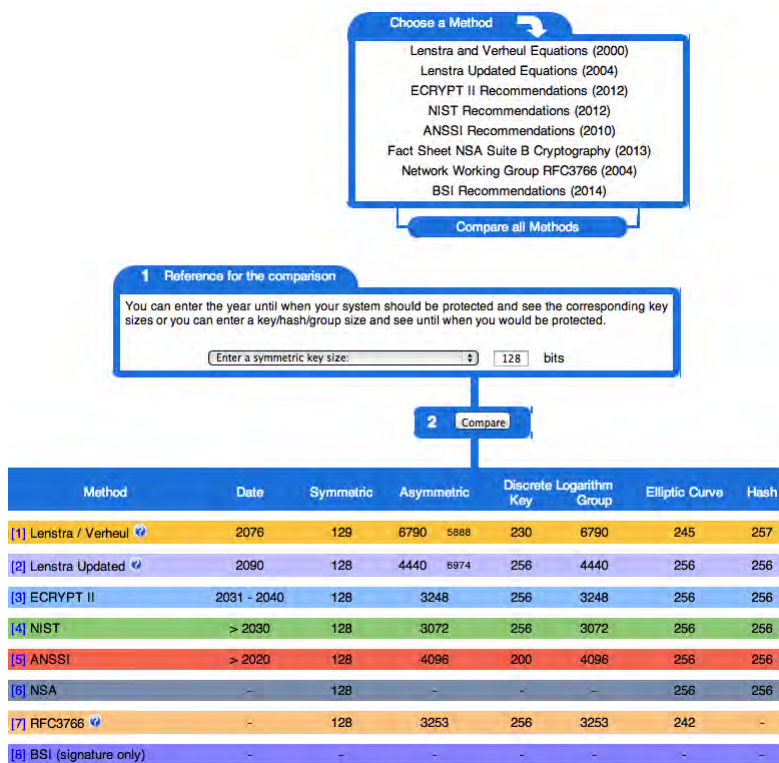 Choose a Method
Lenstra and Verheul Equations (2000)
Lenstra Updated Equations (2004)
ECRYPT II Recommendations (2012)
NIST Recommendations (2012)
ANSSI Recommendations (2010)
Fact Sheet NSA Suite B Cryptography (2013)
Network Working Group RFC3766 (2004)
BSI Recommendations (2014)
Compare all Methods
1 Reference for the comparison
You can enter the year until when your system should be protected and see the corresponding key
sizes or you can enter a key/hash/group size and see until when you would be protected.
Enter a symmetric key size: 128 bits
2 Compare
Method Date Symmetric Asymmetric Discrete Logarithm Key Group Elliptic Curve Hash
[1] Lenstra / Verheul ? 2076 129 6790 5888 230 6790 245 257
[2] Lenstra Updated ? 2090 128 4440 6974 256 4440 256 256
[3] ECRYPT II 2031 - 2040 128 3248 256 3248 256 256
[4] NIST > 2030 128 3072 256 3072 256 256
[5] ANSSI > 2020 128 4096 200 4096 256 256
[6] NSA - 128 - - - 256 256
[7] RFC3766 ? - 128 3253 256 3253 242 -
[8] BSI (signature only) - - - - - - -